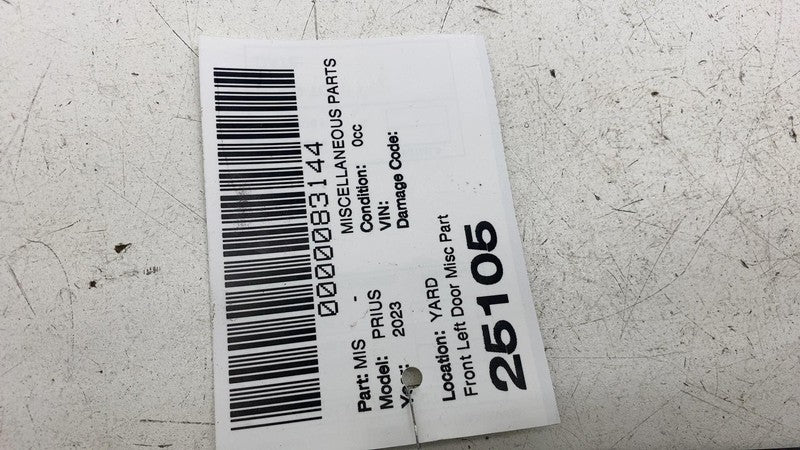 0000083144
MISCELLANEOUS PARTS
Part: MIS - Condition: 0cc
Model: PRIUS VIN:
Year: 2023 Damage Code:
Location: YARD
Front Left Door Misc Part
25105